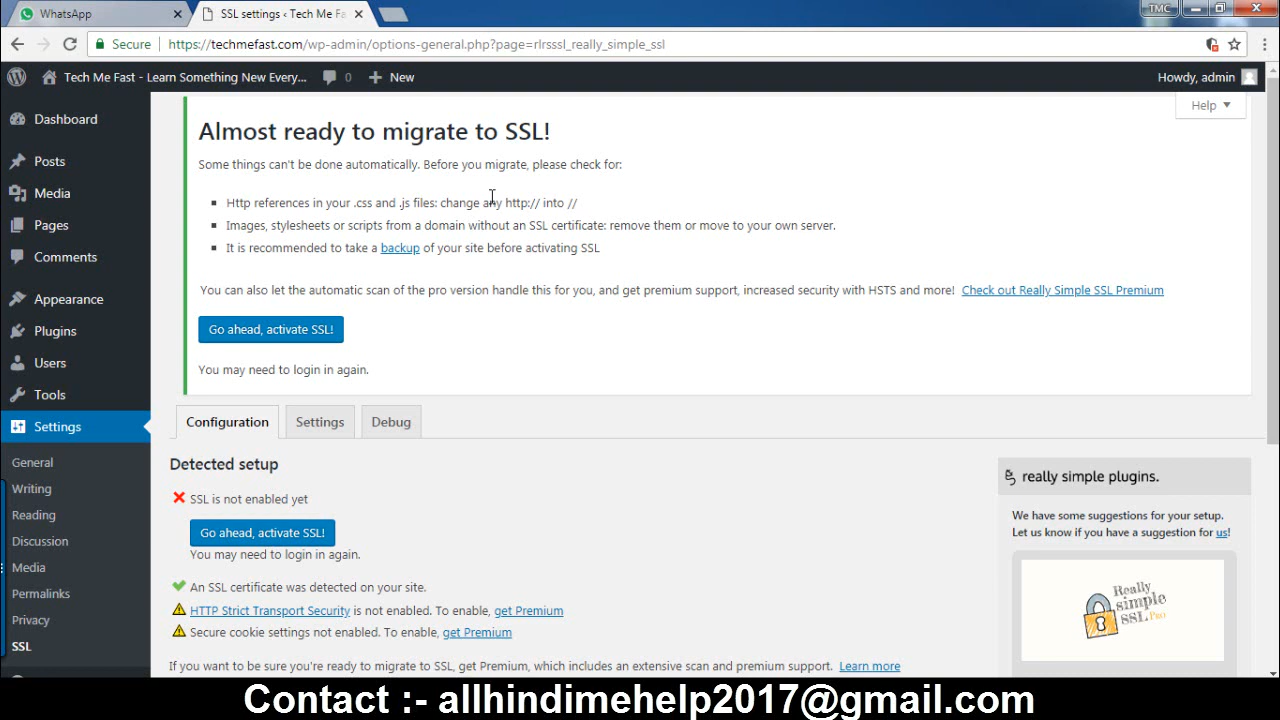 WhatsApp
SSL settings ‹ Tech Me Fa
TMC
Secure
https://techmefast.com/wp-admin/options-general.php?page=rlrsssl_really_simple_ssl
Tech Me Fast - Learn Something New Every...
0
New
Howdy, admin
Help
Dashboard
Posts
Media
Pages
Comments
Appearance
Plugins
Users
Tools
Settings
General
Writing
Reading
Discussion
Media
Permalinks
Privacy
SSL
Almost ready to migrate to SSL!
Some things can't be done automatically. Before you migrate, please check for:
Http references in your .css and .js files: change any http:// into //
Images, stylesheets or scripts from a domain without an SSL certificate: remove them or move to your own server.
It is recommended to take a backup of your site before activating SSL
You can also let the automatic scan of the pro version handle this for you, and get premium support, increased security with HSTS and more! Check out Really Simple SSL Premium
Go ahead, activate SSL!
You may need to login in again.
Configuration
Settings
Debug
Detected setup
SSL is not enabled yet
Go ahead, activate SSL!
You may need to login in again.
An SSL certificate was detected on your site.
HTTP Strict Transport Security is not enabled. To enable, get Premium
Secure cookie settings not enabled. To enable, get Premium
If you want to be sure you're ready to migrate to SSL, get Premium, which includes an extensive scan and premium support. Learn more
really simple plugins.
We have some suggestions for your setup.
Let us know if you have a suggestion for us!
Really
simple
SSL Pro
Contact :- allhindimehelp2017@gmail.com